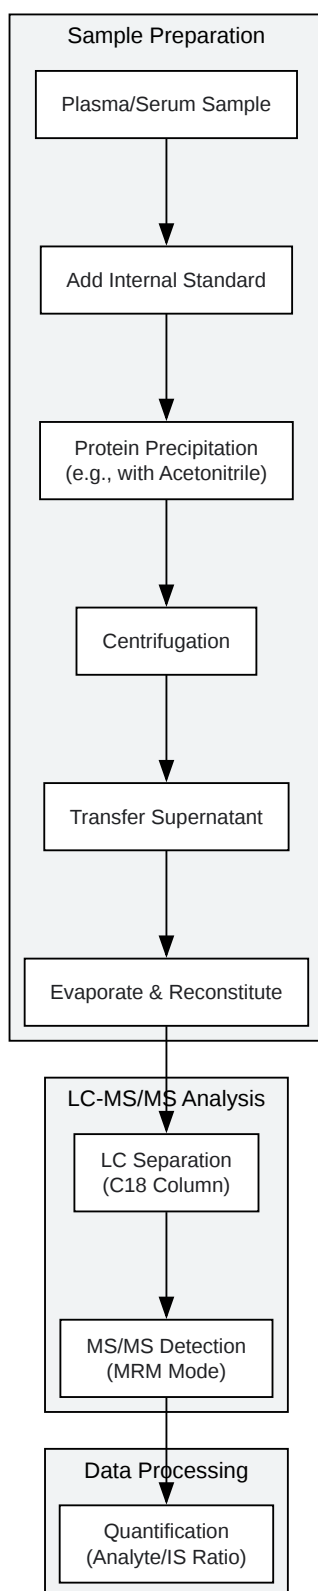 Sample Preparation
Plasma/Serum Sample
Add Internal Standard
Protein Precipitation
(e.g., with Acetonitrile)
Centrifugation
Transfer Supernatant
Evaporate & Reconstitute
LC-MS/MS Analysis
LC Separation
(C18 Column)
MS/MS Detection
(MRM Mode)
Data Processing
Quantification
(Analyte/IS Ratio)